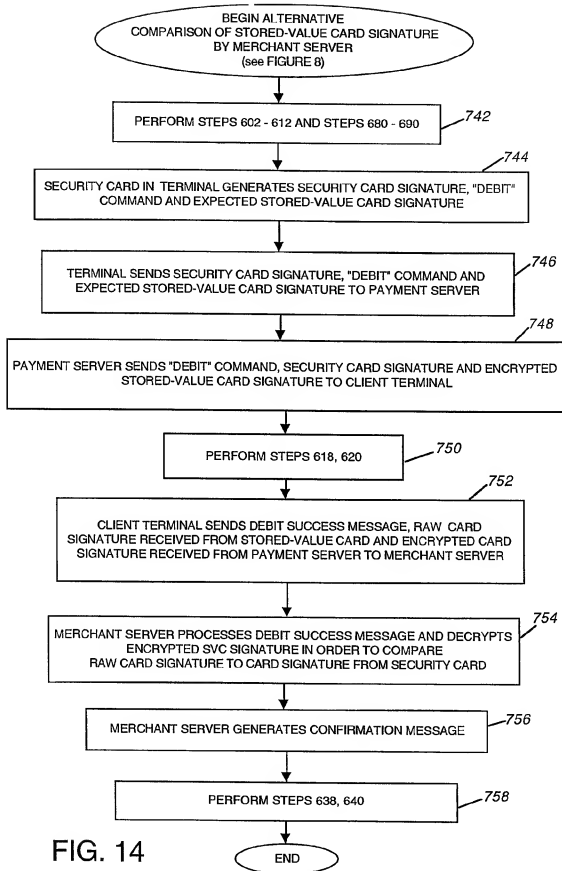 BEGIN ALTERNATIVE
COMPARISON OF STORED-VALUE CARD SIGNATURE
BY MERCHANT SERVER
(see FIGURE 8)
742
PERFORM STEPS 602 - 612 AND STEPS 680 - 690
744
SECURITY CARD IN TERMINAL GENERATES SECURITY CARD SIGNATURE, "DEBIT"
COMMAND AND EXPECTED STORED-VALUE CARD SIGNATURE
746
TERMINAL SENDS SECURITY CARD SIGNATURE, "DEBIT" COMMAND AND
EXPECTED STORED-VALUE CARD SIGNATURE TO PAYMENT SERVER
748
PAYMENT SERVER SENDS "DEBIT" COMMAND, SECURITY CARD SIGNATURE AND ENCRYPTED
STORED-VALUE CARD SIGNATURE TO CLIENT TERMINAL
750
PERFORM STEPS 618, 620
752
CLIENT TERMINAL SENDS DEBIT SUCCESS MESSAGE, RAW CARD
SIGNATURE RECEIVED FROM STORED-VALUE CARD AND ENCRYPTED CARD
SIGNATURE RECEIVED FROM PAYMENT SERVER TO MERCHANT SERVER
754
MERCHANT SERVER PROCESSES DEBIT SUCCESS MESSAGE AND DECRYPTS
ENCRYPTED SVC SIGNATURE IN ORDER TO COMPARE
RAW CARD SIGNATURE TO CARD SIGNATURE FROM SECURITY CARD
756
MERCHANT SERVER GENERATES CONFIRMATION MESSAGE
758
PERFORM STEPS 638, 640
FIG. 14
END